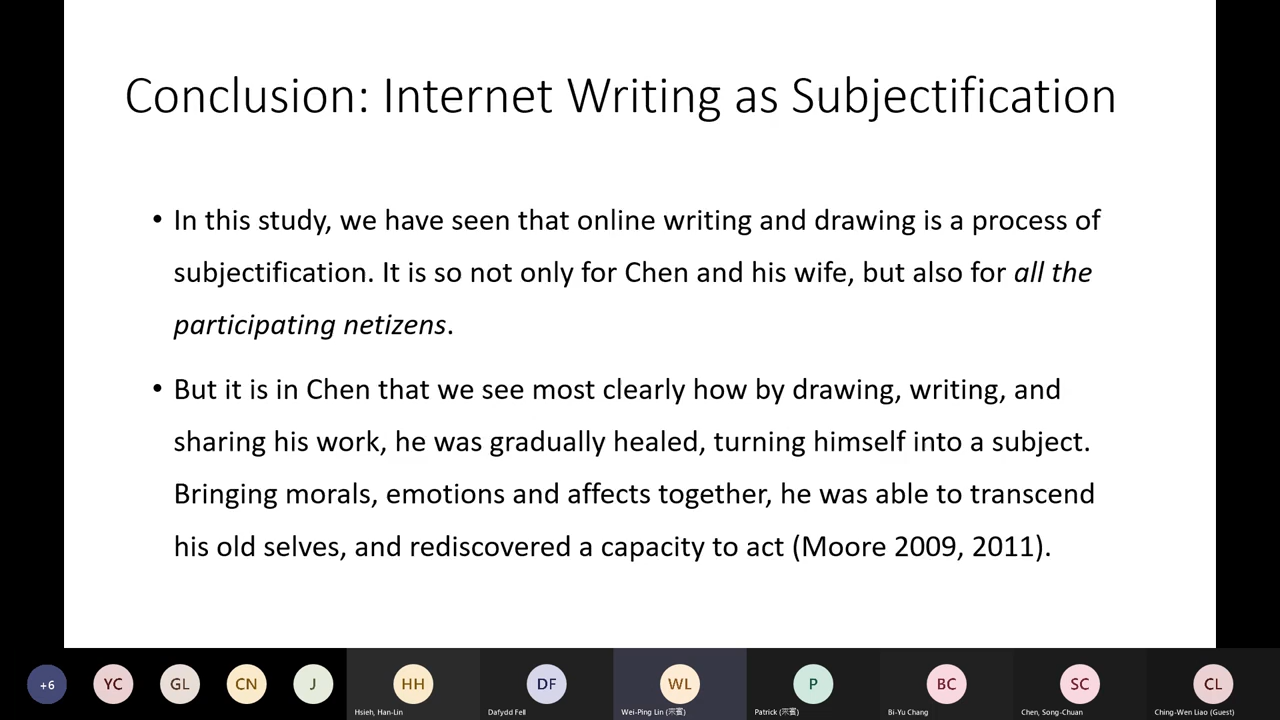 Conclusion: Internet Writing as Subjectification
• In this study, we have seen that online writing and drawing is a process of
subjectification. It is so not only for Chen and his wife, but also for all the
participating netizens.
• But it is in Chen that we see most clearly how by drawing, writing, and
sharing his work, he was gradually healed, turning himself into a subject.
Bringing morals, emotions and affects together, he was able to transcend
his old selves, and rediscovered a capacity to act (Moore 2009, 2011).
+6 YC GL CN J HH DF WL P BC SC CL
Hsieh, Han-Lin Dafydd Fell Wei-Ping Lin Patrick Bi-Yu Chang Chen, Song-Chuan Ching-Wen Liao (Guest)